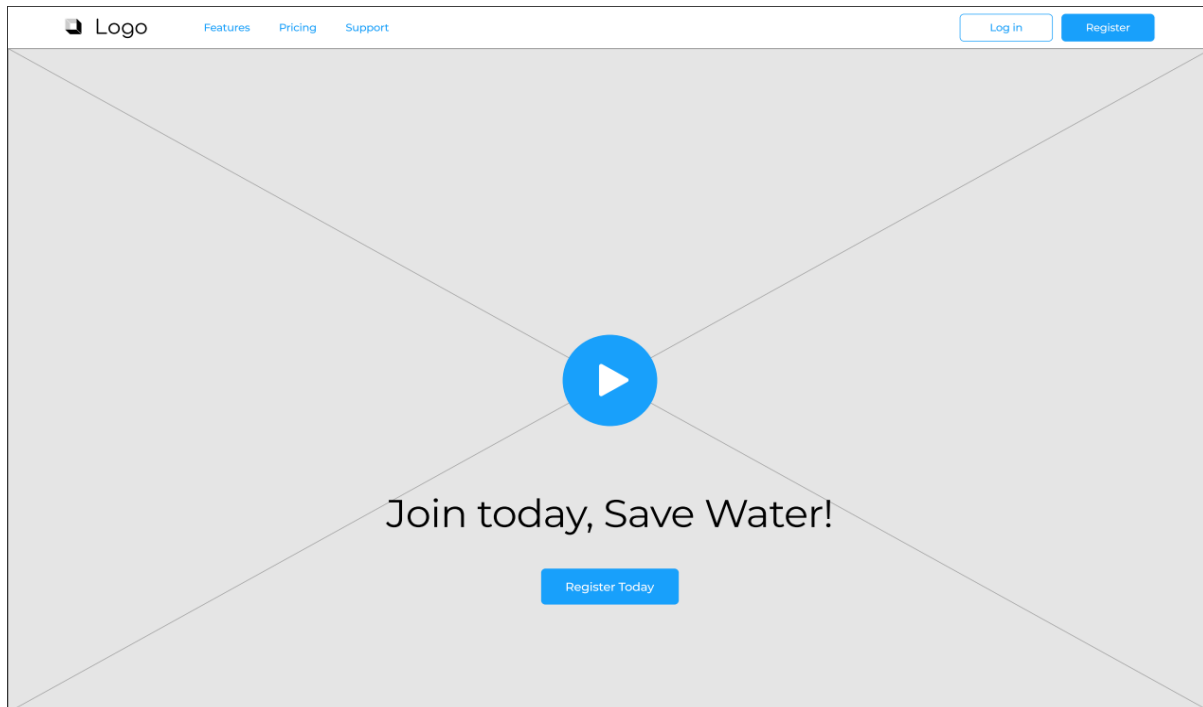 Logo
Features
Pricing
Support
Log in
Register
Join today, Save Water!
Register Today